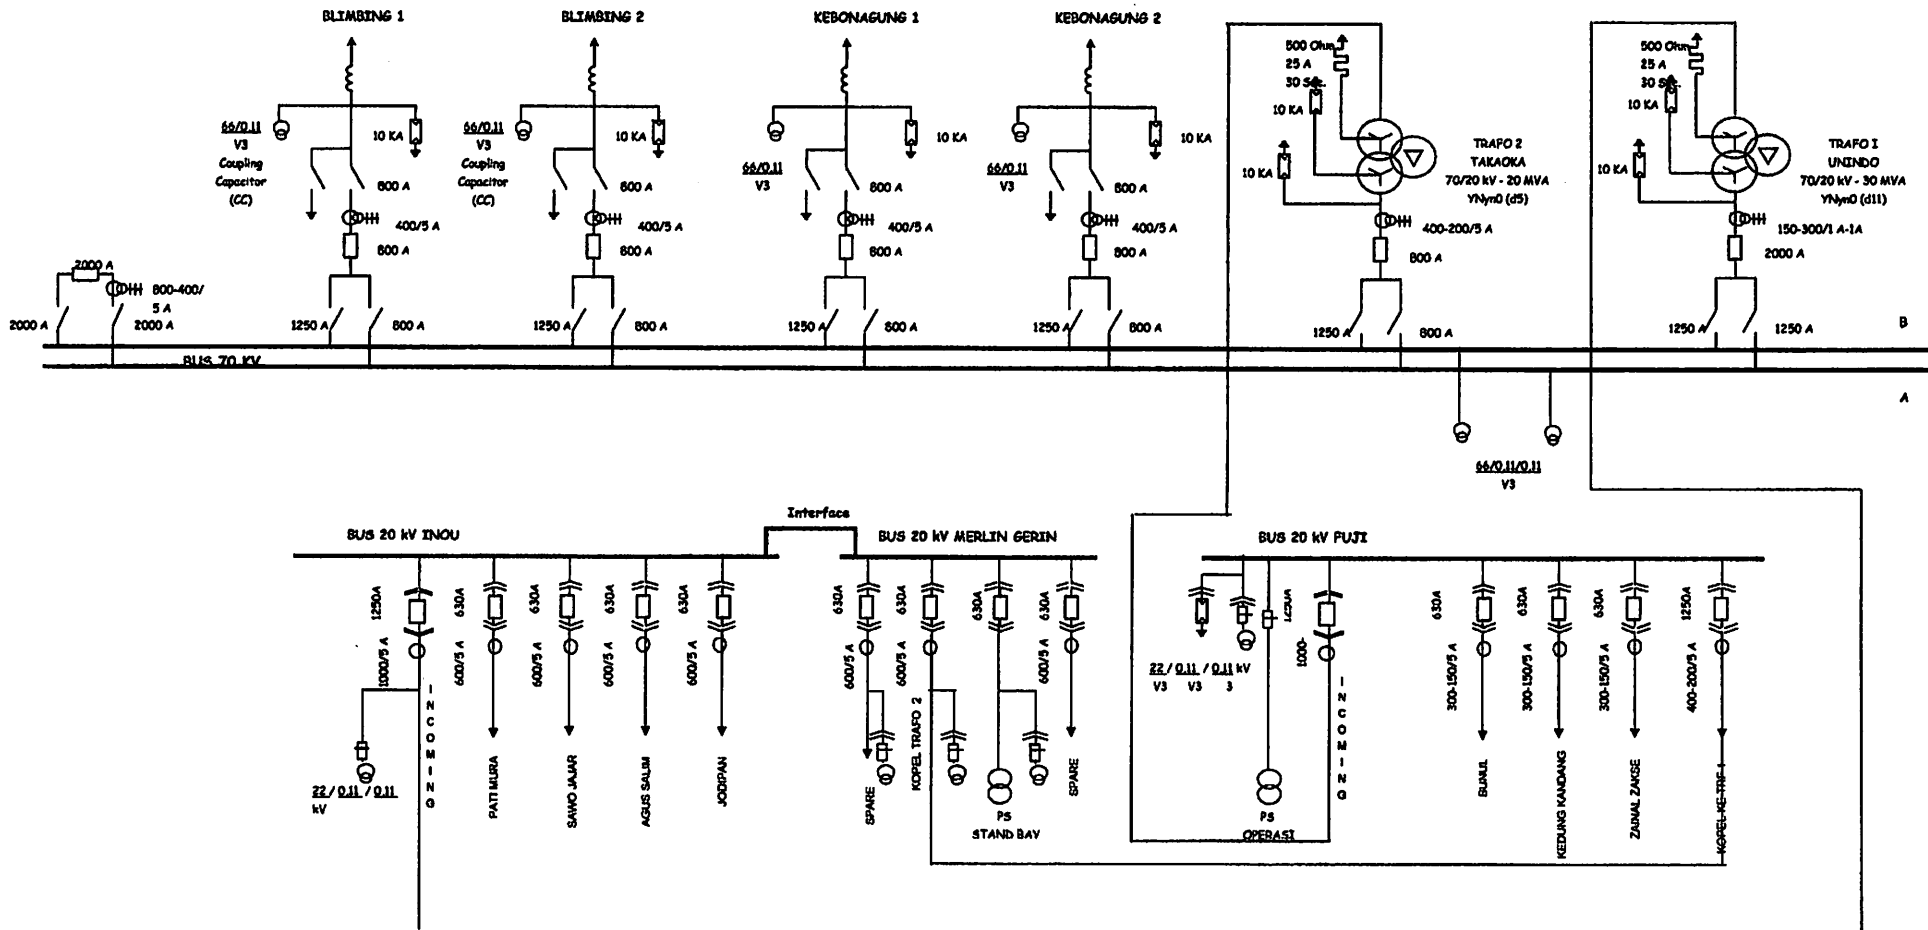 BLIMBING 1
BLIMBING 2
KEBONAGUNG 1
KEBONAGUNG 2
500 Ohm
25 A
10 KA
10 KA
TRAFO 2
TAKAOKA
70/20 kV - 20 MVA
YNyn0 (d5)
400-200/5 A
800 A
1250 A
800 A
500 Ohm
25 A
10 KA
10 KA
TRAFO 1
UNINDO
70/20 kV - 30 MVA
YNyn0 (d11)
150-300/1 A-1A
2000 A
1250 A
1250 A
66/0.11
V3
Coupling
Capacitor
(CC)
10 KA
800 A
400/5 A
800 A
1250 A
800 A
66/0.11
V3
Coupling
Capacitor
(CC)
10 KA
800 A
400/5 A
800 A
1250 A
800 A
66/0.11
V3
10 KA
800 A
400/5 A
800 A
1250 A
800 A
66/0.11
V3
10 KA
800 A
400/5 A
800 A
1250 A
800 A
2000 A
800-400/
5 A
2000 A
2000 A
B
BUS 70 KV
A
66/0.11/0.11
V3
Interface
BUS 20 kV INOU
BUS 20 kV MERLIN GERIN
BUS 20 kV FUJI
1250A
1000/5 A
INCOMING
22 / 0.11 / 0.11
kV
630A
600/5 A
PATIMURA
630A
600/5 A
SAWO JAJAR
630A
600/5 A
AGUS SALIM
630A
600/5 A
JODIPAN
630A
600/5 A
SPARE
630A
600/5 A
KOPEL TRAFO 2
630A
PS
STAND BAY
630A
600/5 A
SPARE
22 / 0.11 / 0.11 kV
V3 V3 3
1250A
PS
OPERASI
1000-
INCOMING
630A
300-150/5 A
BUNUL
630A
300-150/5 A
KEDUNG KANDANG
630A
300-150/5 A
ZAINAL ZAKSE
1250A
400-200/5 A
KOPEL KE TRF 1